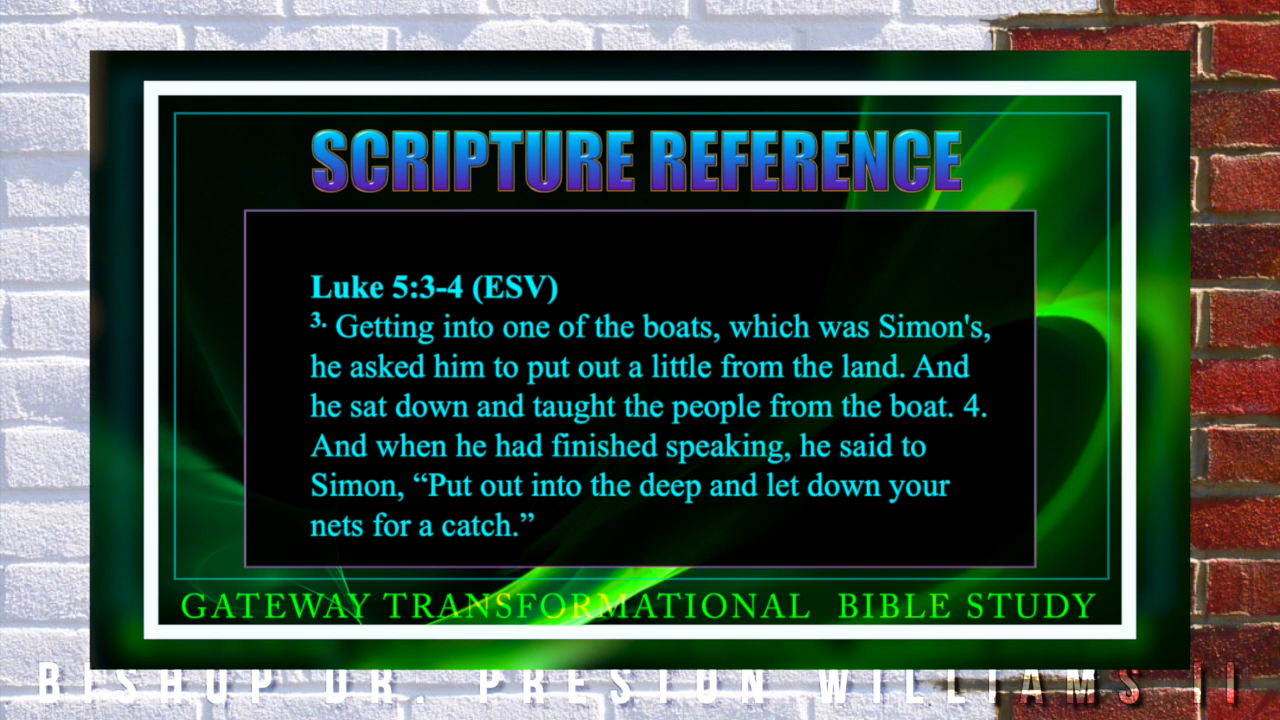 SCRIPTURE REFERENCE
Luke 5:3-4 (ESV)
3. Getting into one of the boats, which was Simon's,
he asked him to put out a little from the land. And
he sat down and taught the people from the boat. 4.
And when he had finished speaking, he said to
Simon, “Put out into the deep and let down your
nets for a catch.”
GATEWAY TRANSFORMATIONAL BIBLE STUDY
BISHOP DR. PRESTON WILLIAMS II